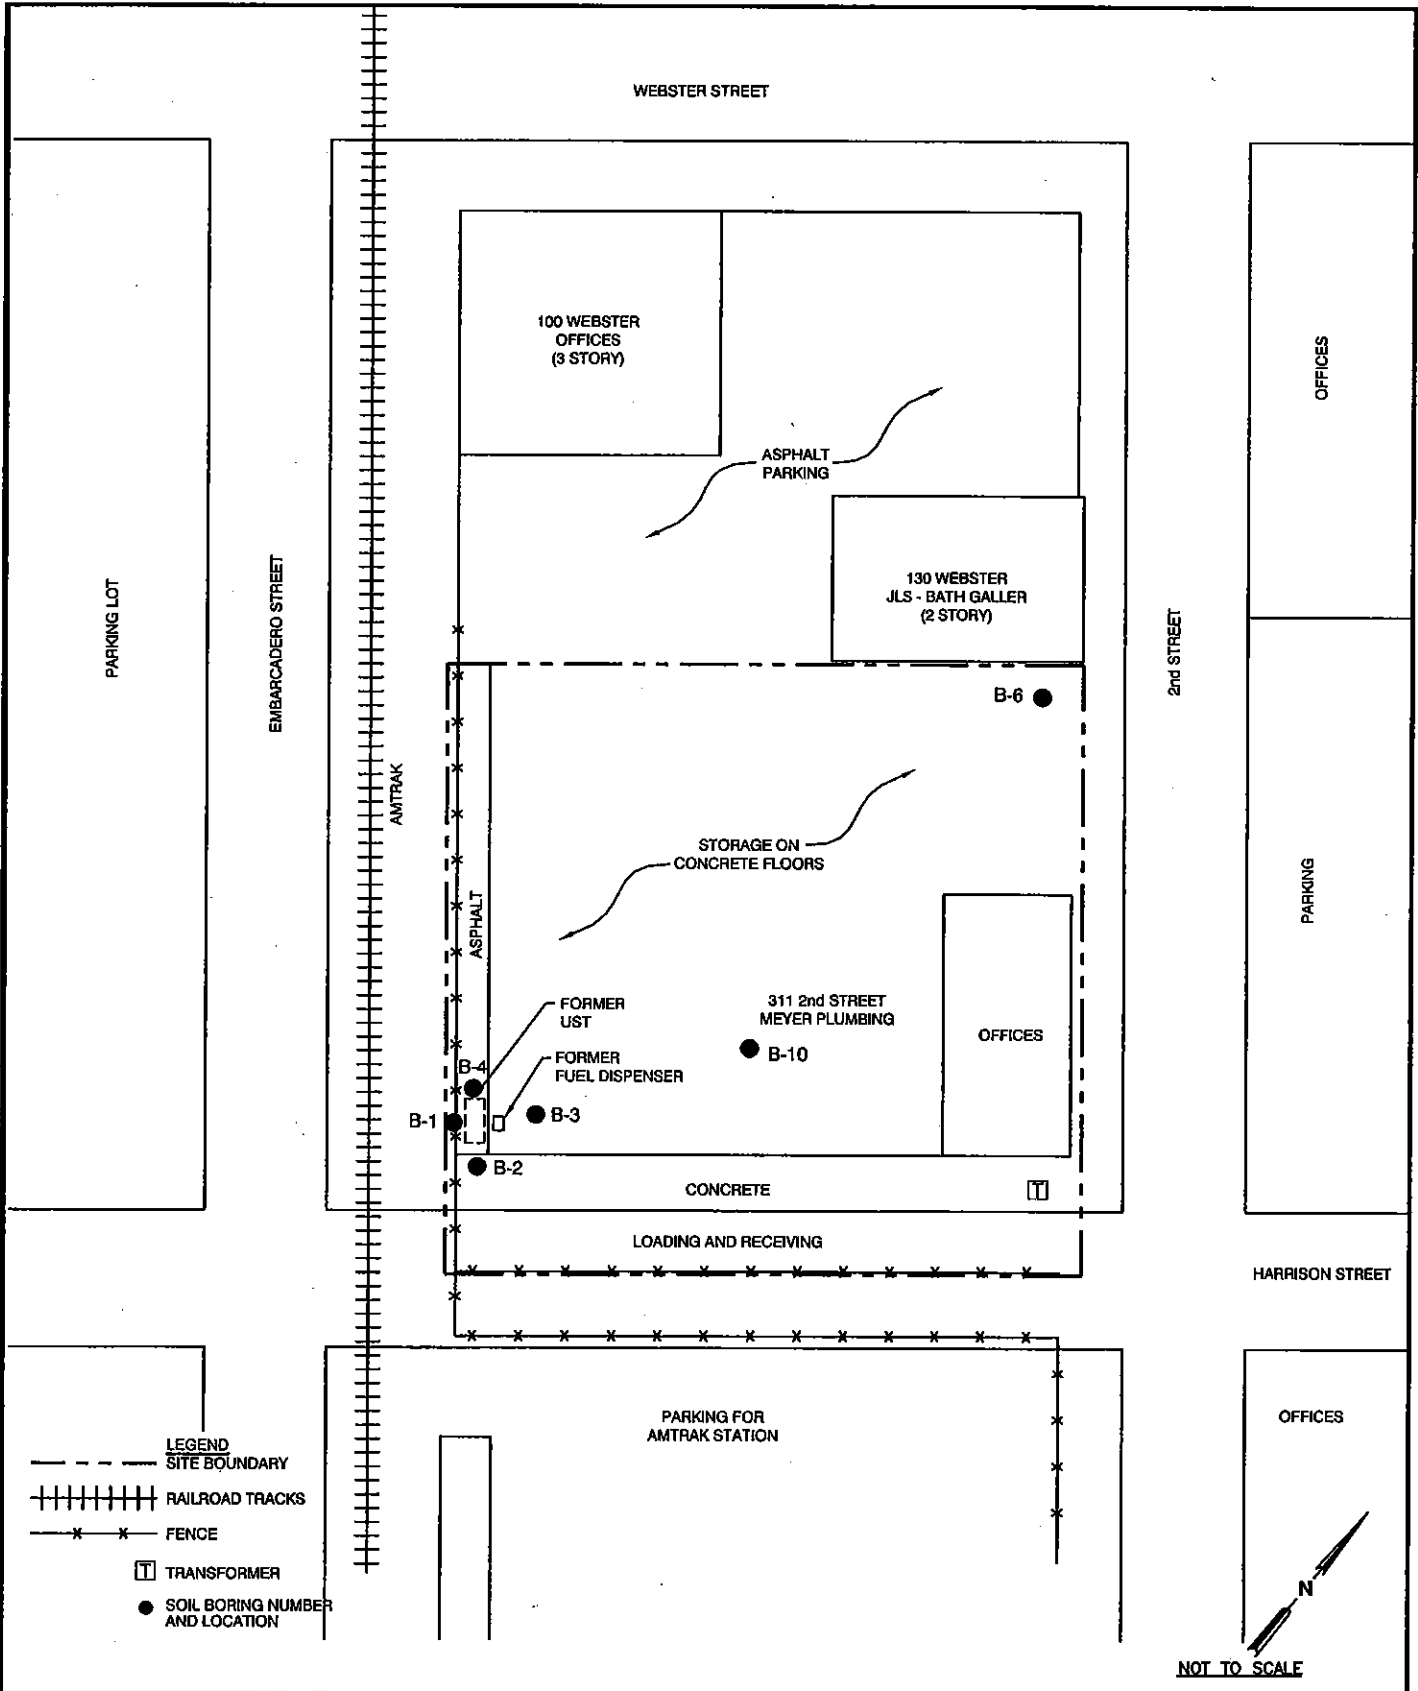 WEBSTER STREET
100 WEBSTER
OFFICES
(3 STORY)
OFFICES
ASPHALT
PARKING
130 WEBSTER
JLS - BATH GALLER
(2 STORY)
PARKING LOT
EMBARCADERO STREET
2nd STREET
B-6
AMTRAK
STORAGE ON
CONCRETE FLOORS
PARKING
ASPHALT
FORMER
UST
311 2nd STREET
MEYER PLUMBING
OFFICES
B-10
FORMER
FUEL DISPENSER
B-4
B-1
B-3
B-2
CONCRETE
T
LOADING AND RECEIVING
HARRISON STREET
PARKING FOR
AMTRAK STATION
OFFICES
LEGEND
SITE BOUNDARY
RAILROAD TRACKS
FENCE
T TRANSFORMER
SOIL BORING NUMBER
AND LOCATION
N
NOT TO SCALE